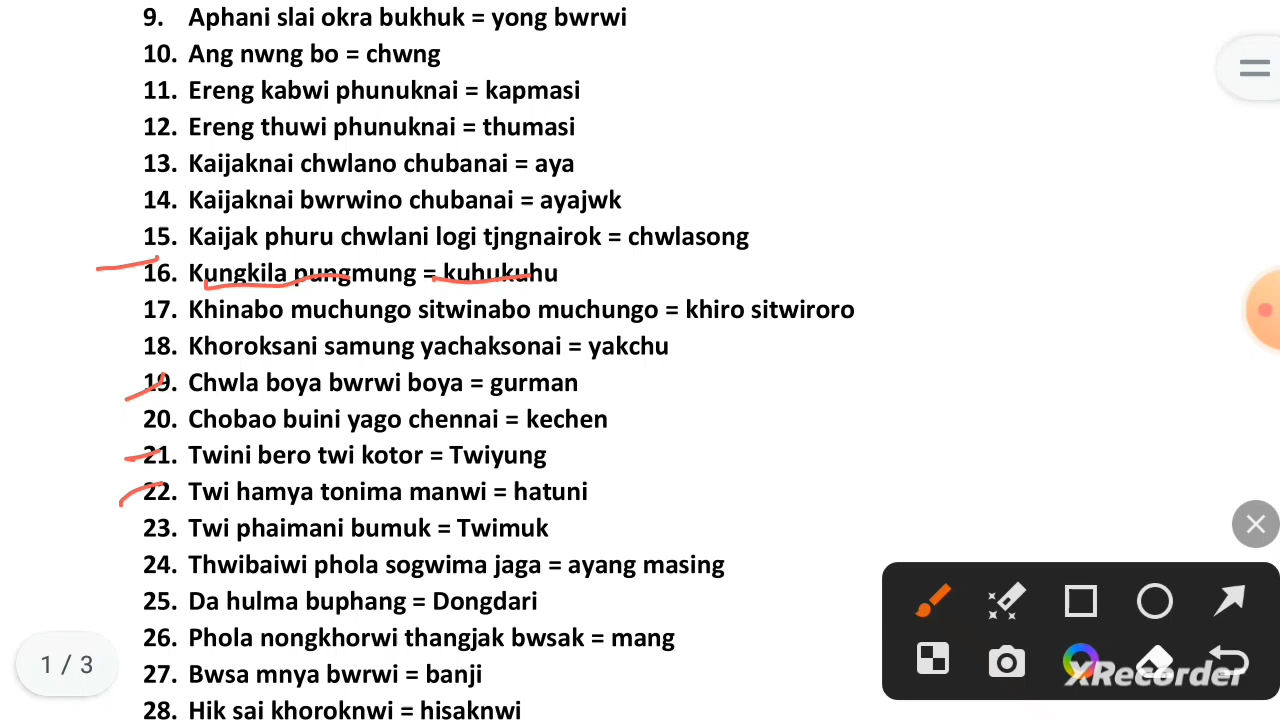 9. Aphani slai okra bukhuk = yong bwrwi
10. Ang nwng bo = chwng
11. Ereng kabwi phunuknai = kapmasi
12. Ereng thuwi phunuknai = thumasi
13. Kaijaknai chwlano chubanai = aya
14. Kaijaknai bwrwino chubanai = ayajwk
15. Kaijak phuru chwlani logi tjngnairok = chwlasong
16. Kungkila pungmung = kuhukuhu
17. Khinabo muchungo sitwinabo muchungo = khiro sitwiroro
18. Khoroksani samung yachaksonai = yakchu
19. Chwla boya bwrwi boya = gurman
20. Chobao buini yago chennai = kechen
21. Twini bero twi kotor = Twiyung
22. Twi hamya tonima manwi = hatuni
23. Twi phaimani bumuk = Twimuk
24. Thwibaiwi phola sogwima jaga = ayang masing
25. Da hulma buphang = Dongdari
26. Phola nongkhorwi thangjak bwsak = mang
27. Bwsa mnya bwrwi = banji
28. Hik sai khoroknwi = hisaknwi
1 / 3
XRecorder